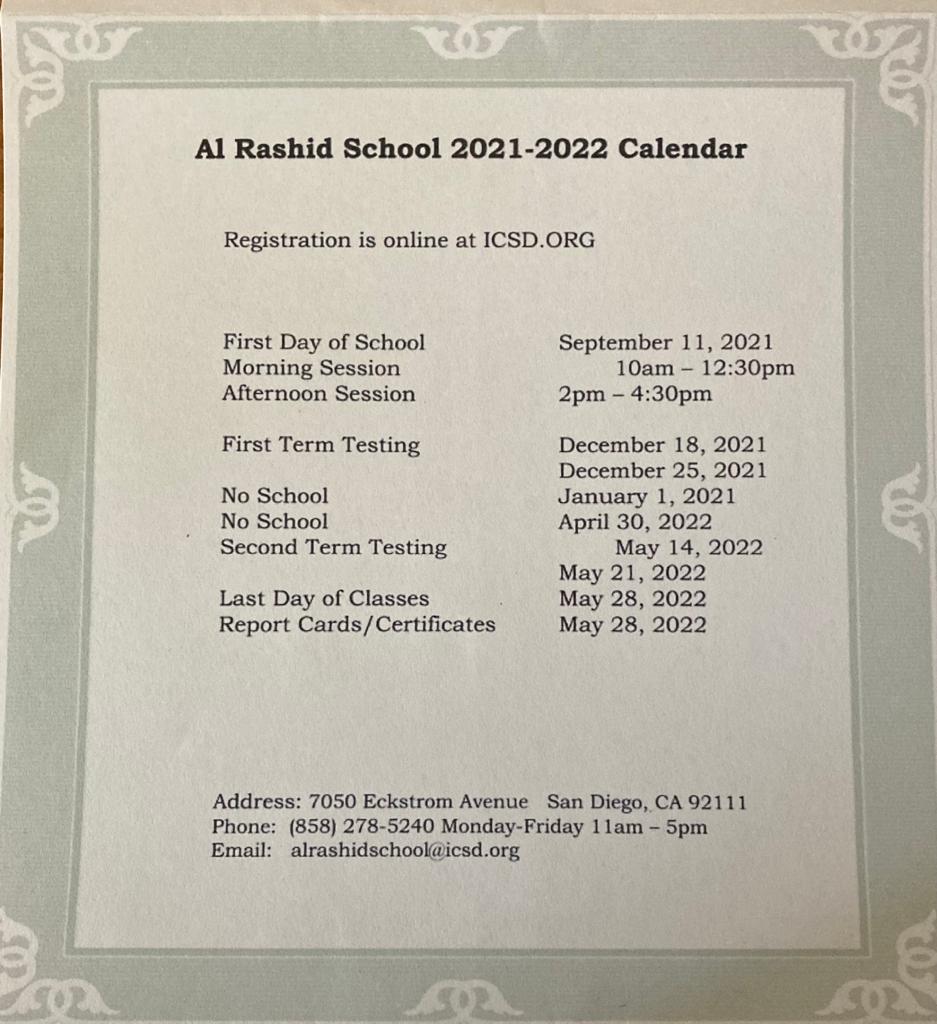 Al Rashid School 2021-2022 Calendar
Registration is online at ICSD.ORG
First Day of School September 11, 2021
Morning Session 10am – 12:30pm
Afternoon Session 2pm – 4:30pm
First Term Testing December 18, 2021
December 25, 2021
No School January 1, 2021
No School April 30, 2022
Second Term Testing May 14, 2022
May 21, 2022
Last Day of Classes May 28, 2022
Report Cards/Certificates May 28, 2022
Address: 7050 Eckstrom Avenue San Diego, CA 92111
Phone: (858) 278-5240 Monday-Friday 11am – 5pm
Email: alrashidschool@icsd.org